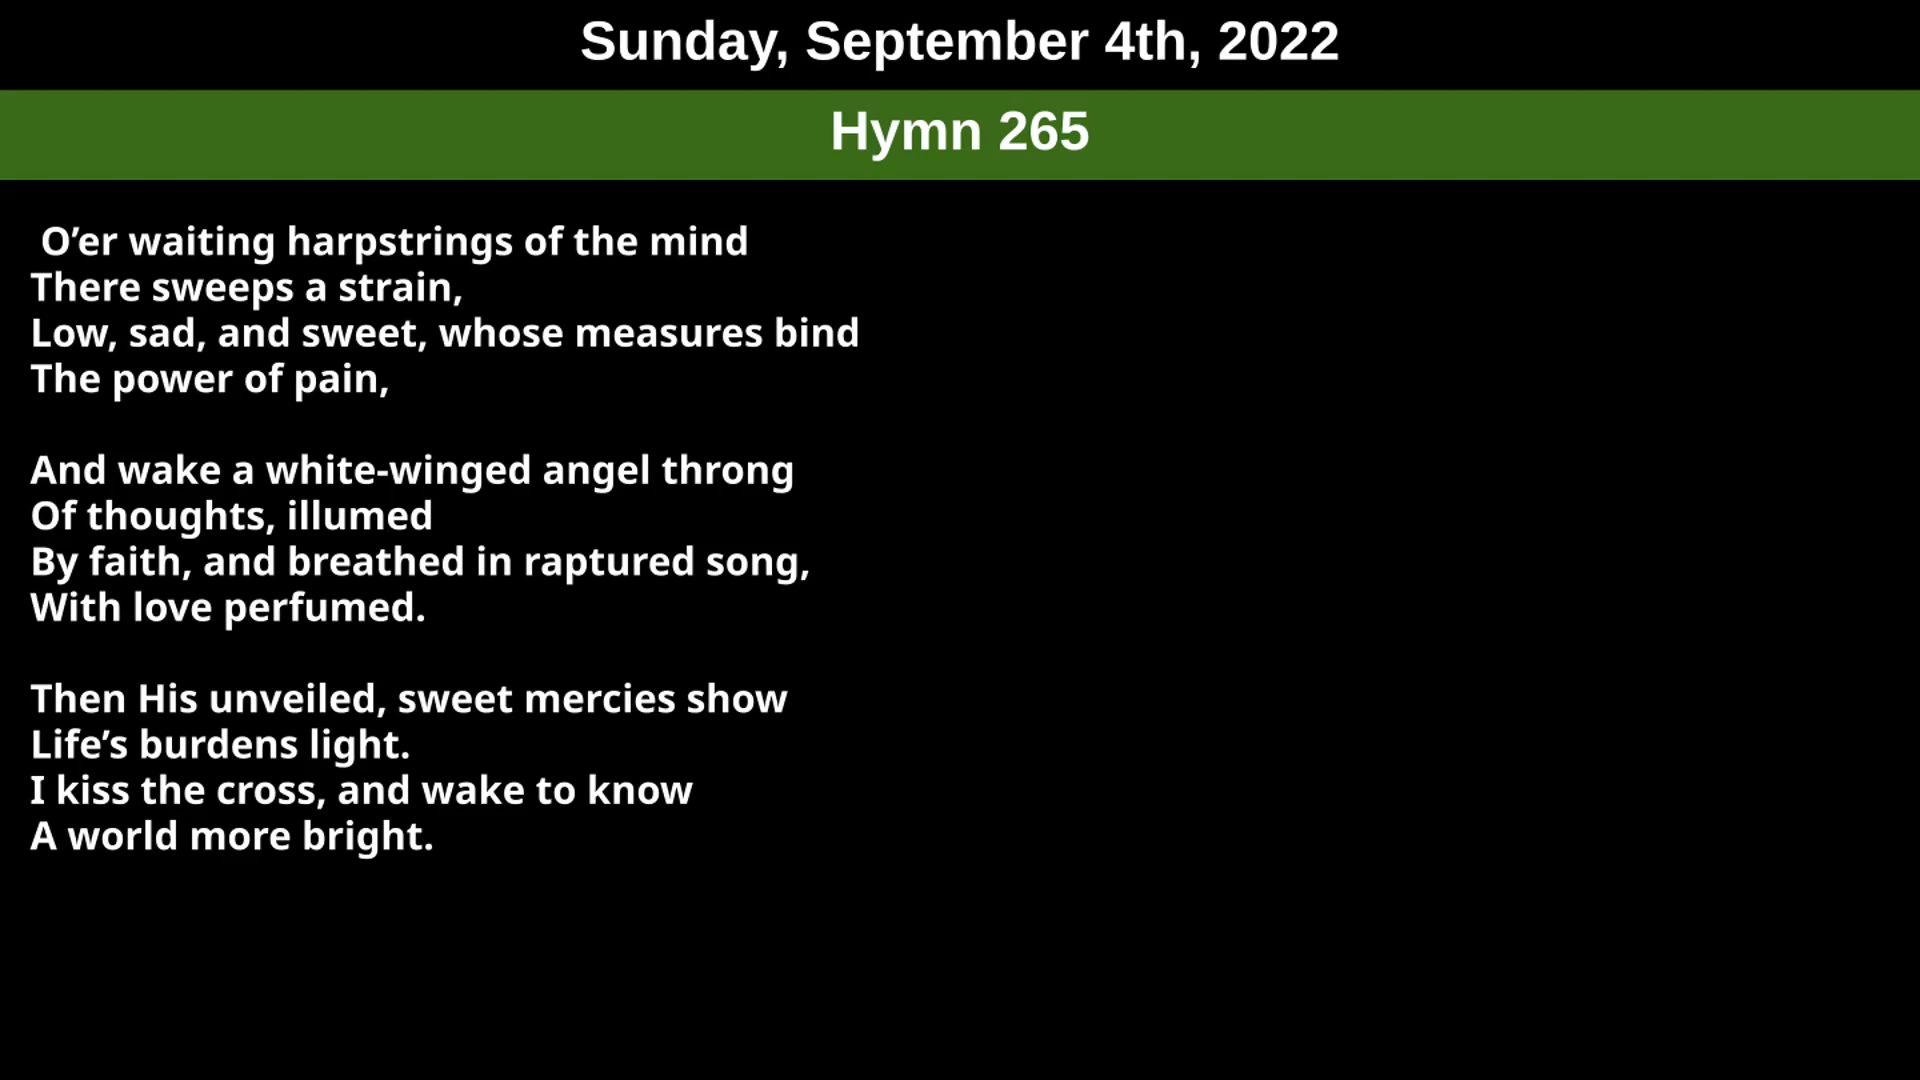 Sunday, September 4th, 2022
Hymn 265
O’er waiting harpstrings of the mind
There sweeps a strain,
Low, sad, and sweet, whose measures bind
The power of pain,
And wake a white-winged angel throng
Of thoughts, illumed
By faith, and breathed in raptured song,
With love perfumed.
Then His unveiled, sweet mercies show
Life’s burdens light.
I kiss the cross, and wake to know
A world more bright.